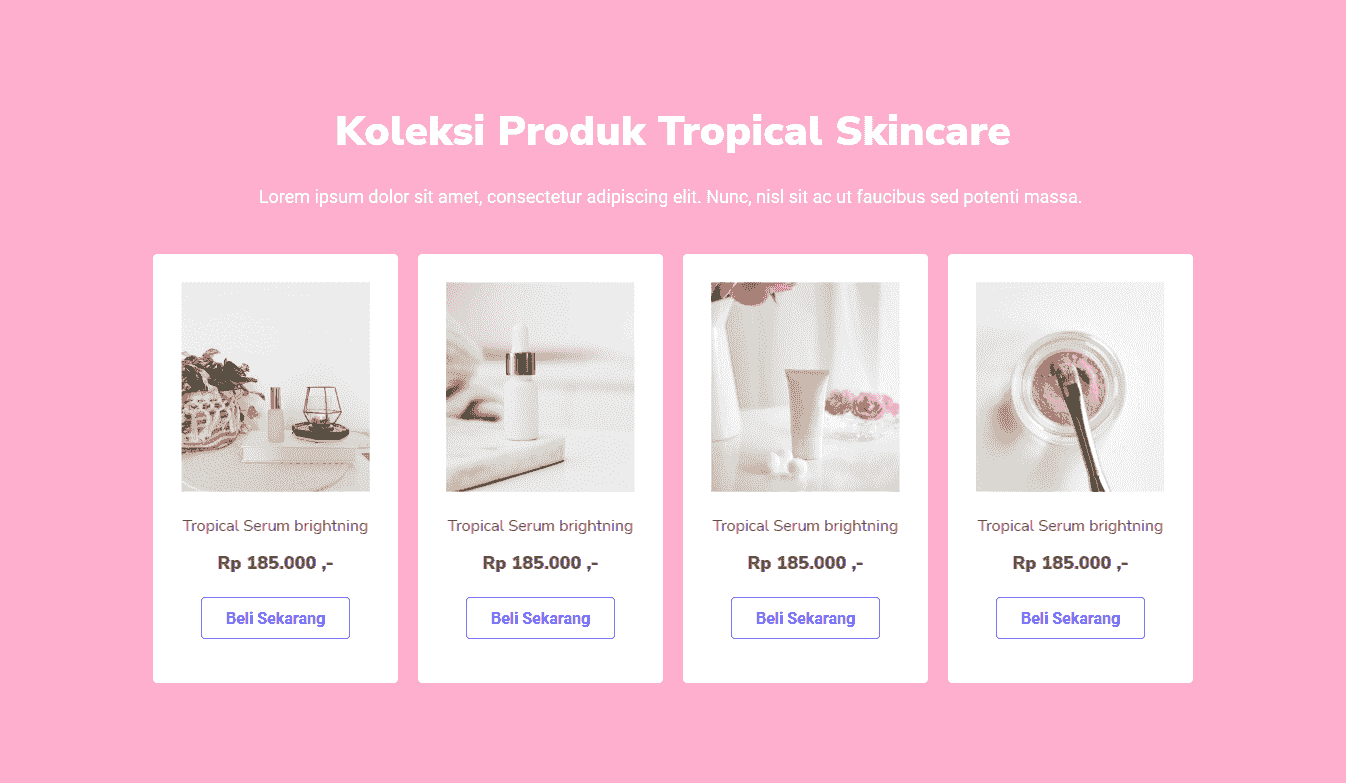 Koleksi Produk Tropical Skincare
Lorem ipsum dolor sit amet, consectetur adipiscing elit. Nunc, nisl sit ac ut faucibus sed potenti massa.
Tropical Serum brightning
Rp 185.000 ,-
Beli Sekarang
Tropical Serum brightning
Rp 185.000 ,-
Beli Sekarang
Tropical Serum brightning
Rp 185.000 ,-
Beli Sekarang
Tropical Serum brightning
Rp 185.000 ,-
Beli Sekarang